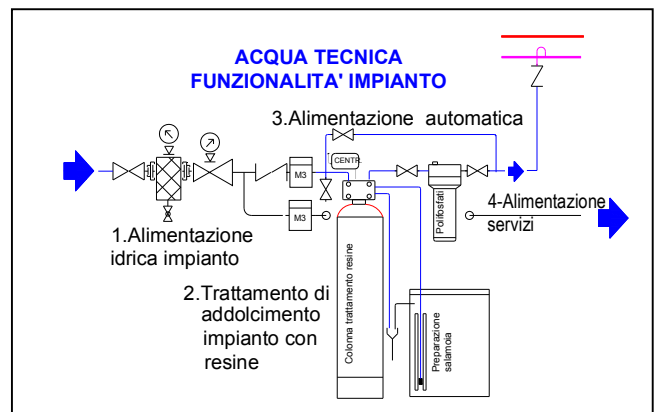 ACQUA TECNICA
FUNZIONALITA' IMPIANTO
3.Alimentazione automatica
CENTR.
M3
M3
1.Alimentazione
idrica impianto
2.Trattamento di
addolcimento
impianto con
resine
Colonna trattamento resine
Polifosfati
4-Alimentazione
servizi
Preparazione
salamoia